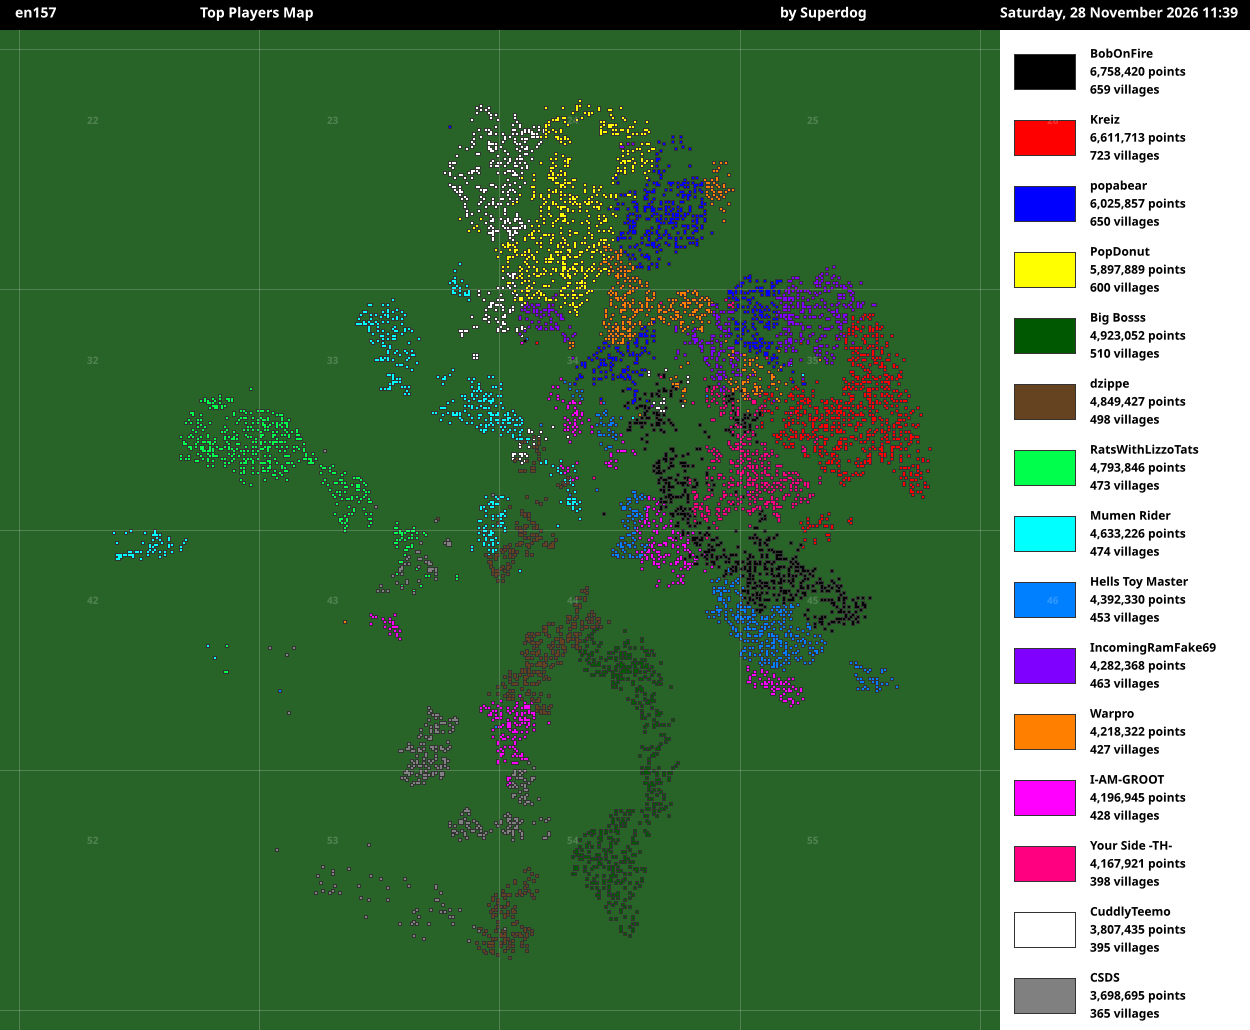 en157 Top Players Map by Superdog Saturday, 28 November 2026 11:39
BobOnFire
6,758,420 points
659 villages
Kreiz
6,611,713 points
723 villages
popabear
6,025,857 points
650 villages
PopDonut
5,897,889 points
600 villages
Big Bosss
4,923,052 points
510 villages
dzippe
4,849,427 points
498 villages
RatsWithLizzoTats
4,793,846 points
473 villages
Mumen Rider
4,633,226 points
474 villages
Hells Toy Master
4,392,330 points
453 villages
IncomingRamFake69
4,282,368 points
463 villages
Warpro
4,218,322 points
427 villages
I-AM-GROOT
4,196,945 points
428 villages
Your Side -TH-
4,167,921 points
398 villages
CuddlyTeemo
3,807,435 points
395 villages
CSDS
3,698,695 points
365 villages
22 23 25
32 33 34 35
42 43 44 45 46
52 53 54 55